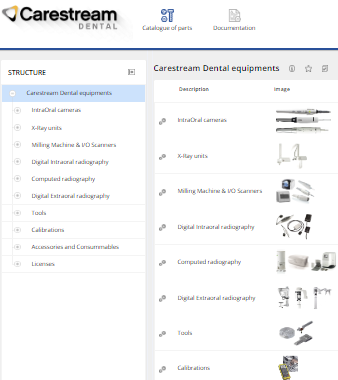 Carestream
DENTAL
Catalogue of parts
Documentation
STRUCTURE
Carestream Dental equipments
IntraOral cameras
X-Ray units
Milling Machine & I/O Scanners
Digital Intraoral radiography
Computed radiography
Digital Extraoral radiography
Tools
Calibrations
Accessories and Consummables
Licenses
Carestream Dental equipments
Description
Image
IntraOral cameras
X-Ray units
Milling Machine & I/O Scanners
Digital Intraoral radiography
Computed radiography
Digital Extraoral radiography
Tools
Calibrations